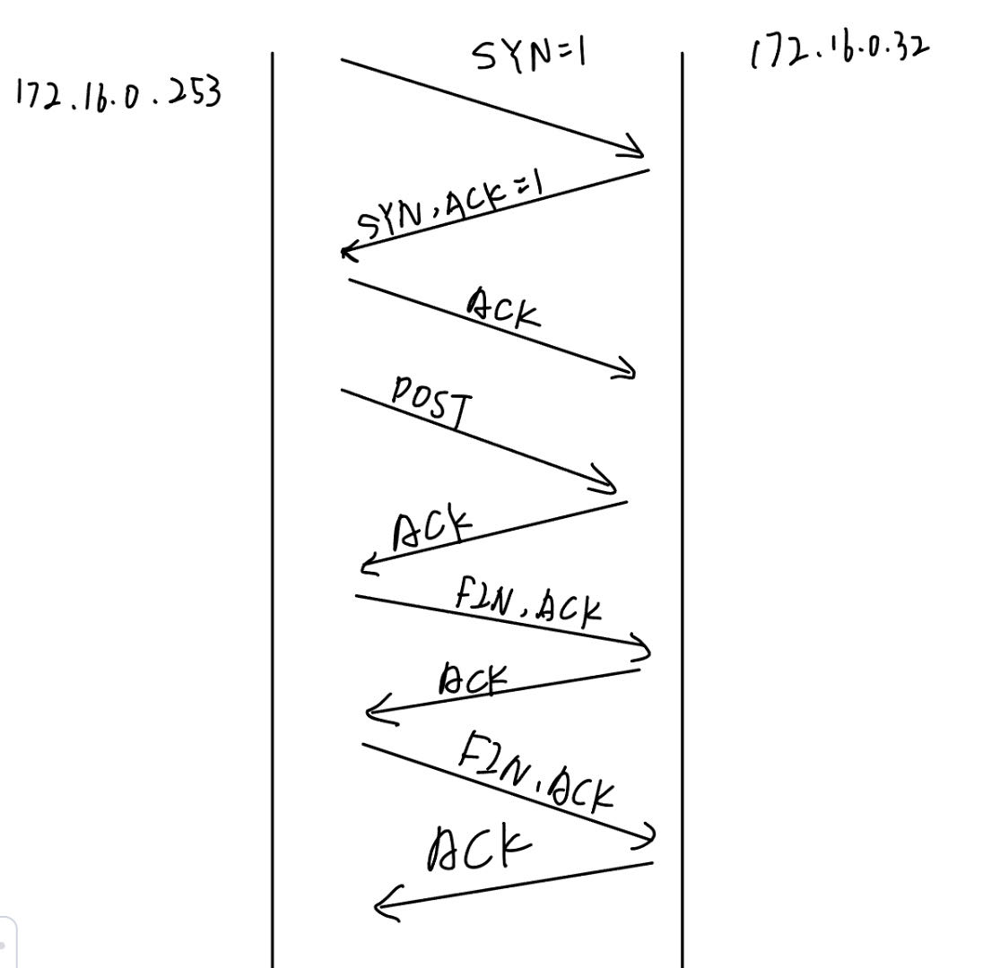 SYN=1
172.16.0.32
172.16.0.253
SYN,ACK=1
ACK
POST
ACK
FIN,ACK
ACK
FIN,ACK
ACK